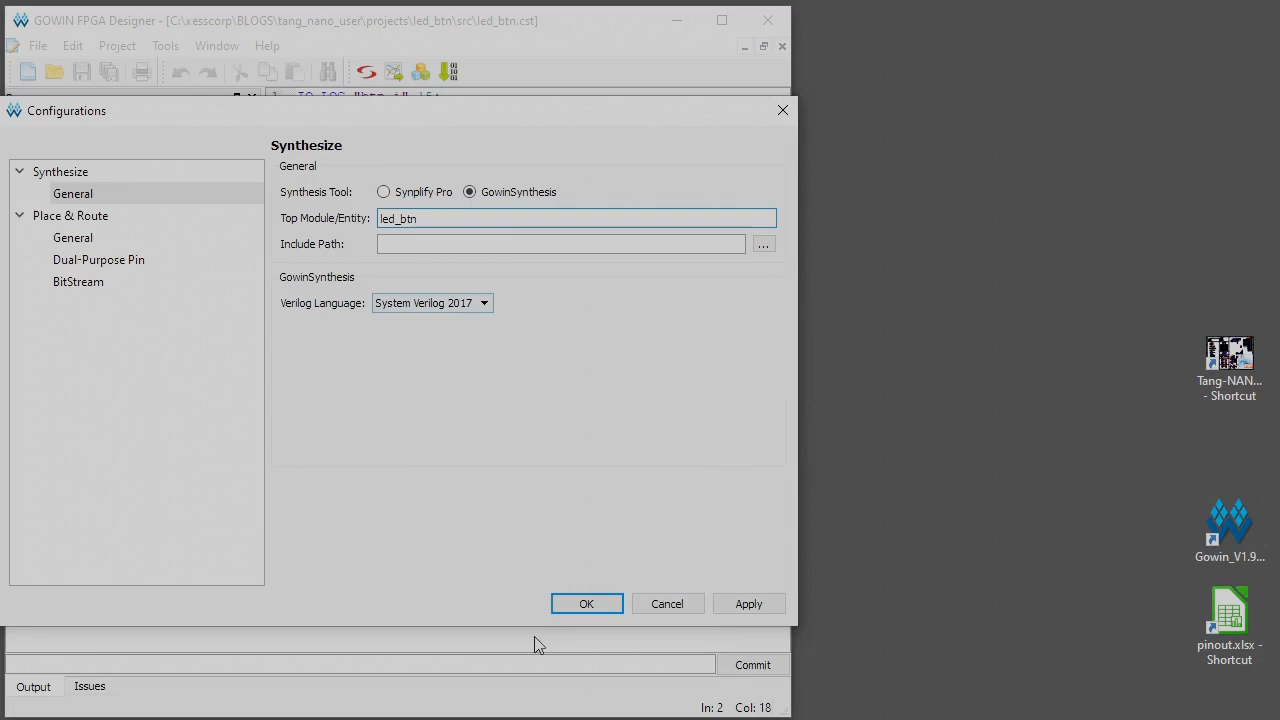 GOWIN FPGA Designer - [C:\xesscorp\BLOGS\tang_nano_user\projects\led_btn\src\led_btn.cst]
File Edit Project Tools Window Help
Configurations
Synthesize
General
Place & Route
General
Dual-Purpose Pin
BitStream
Synthesize
General
Synthesis Tool: Synplify Pro GowinSynthesis
Top Module/Entity: led_btn
Include Path: ...
GowinSynthesis
Verilog Language: System Verilog 2017
OK Cancel Apply
Commit
Output Issues
In: 2 Col: 18
Tang-NAN...
- Shortcut
Gowin_V1.9...
pinout.xlsx -
Shortcut